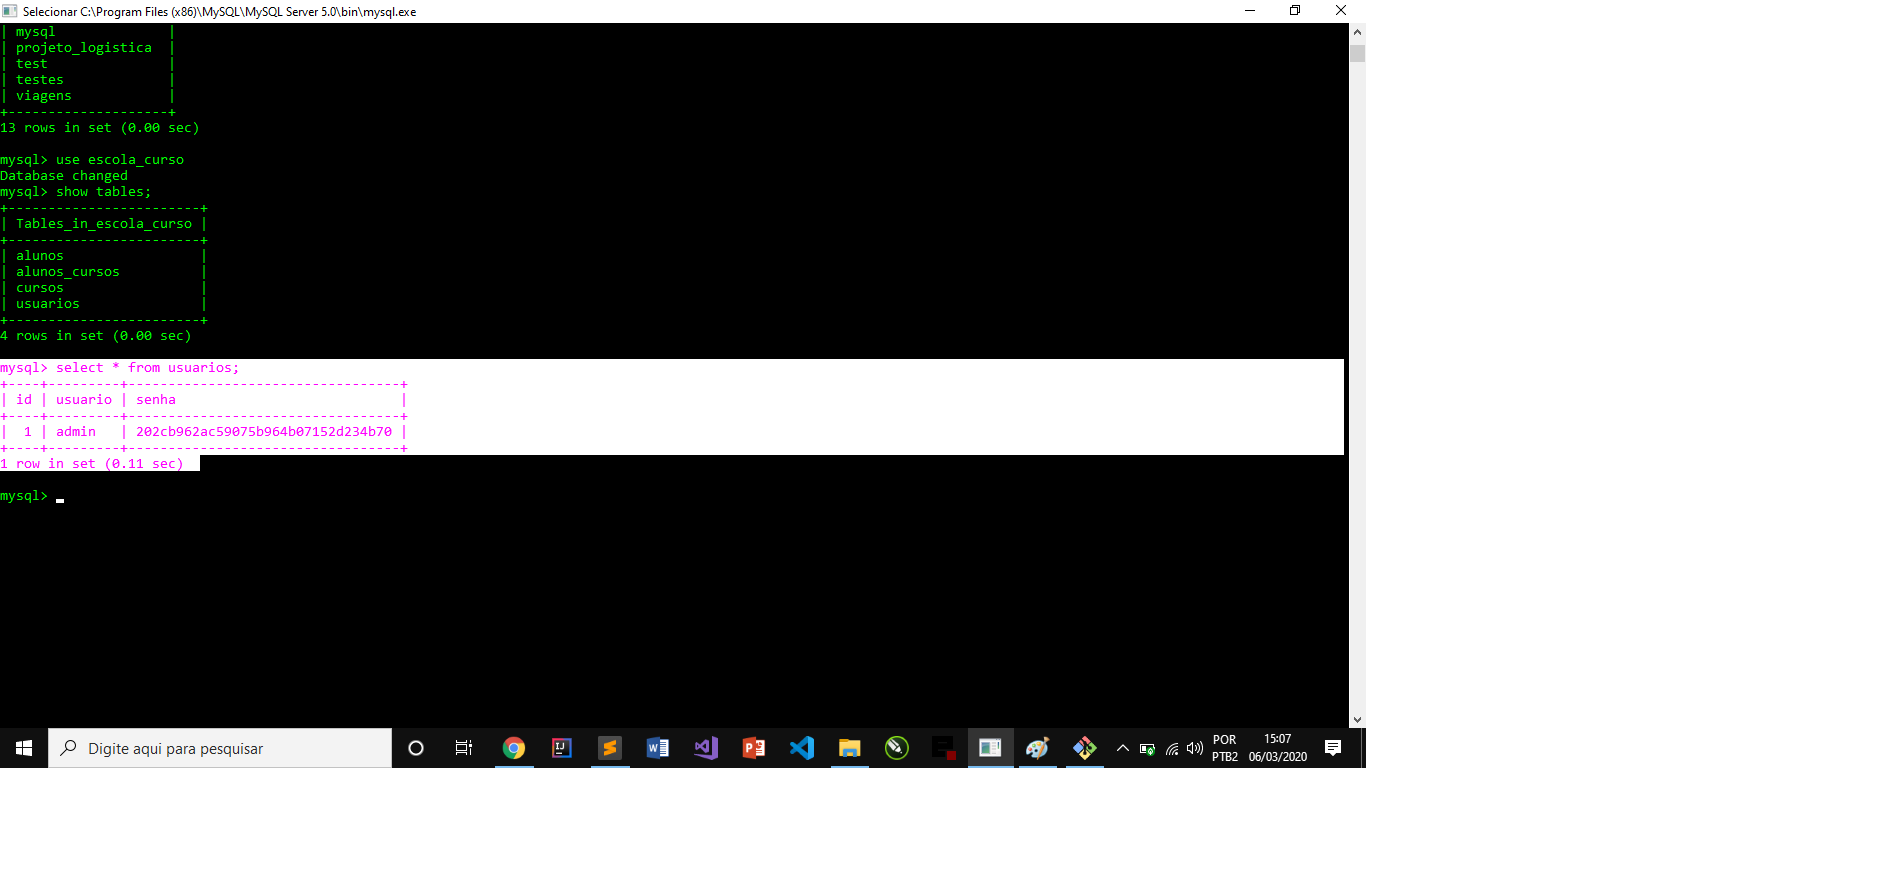 Selecionar C:\Program Files (x86)\MySQL\MySQL Server 5.0\bin\mysql.exe
| mysql              |
| projeto_logistica  |
| test               |
| testes             |
| viagens            |
+--------------------+
13 rows in set (0.00 sec)
mysql> use escola_curso
Database changed
mysql> show tables;
+------------------------+
| Tables_in_escola_curso |
+------------------------+
| alunos                 |
| alunos_cursos          |
| cursos                 |
| usuarios               |
+------------------------+
4 rows in set (0.00 sec)
mysql> select * from usuarios;
+----+---------+----------------------------------+
| id | usuario | senha                            |
+----+---------+----------------------------------+
|  1 | admin   | 202cb962ac59075b964b07152d234b70 |
+----+---------+----------------------------------+
1 row in set (0.11 sec)
mysql>
Digite aqui para pesquisar
POR
PTB2
15:07
06/03/2020